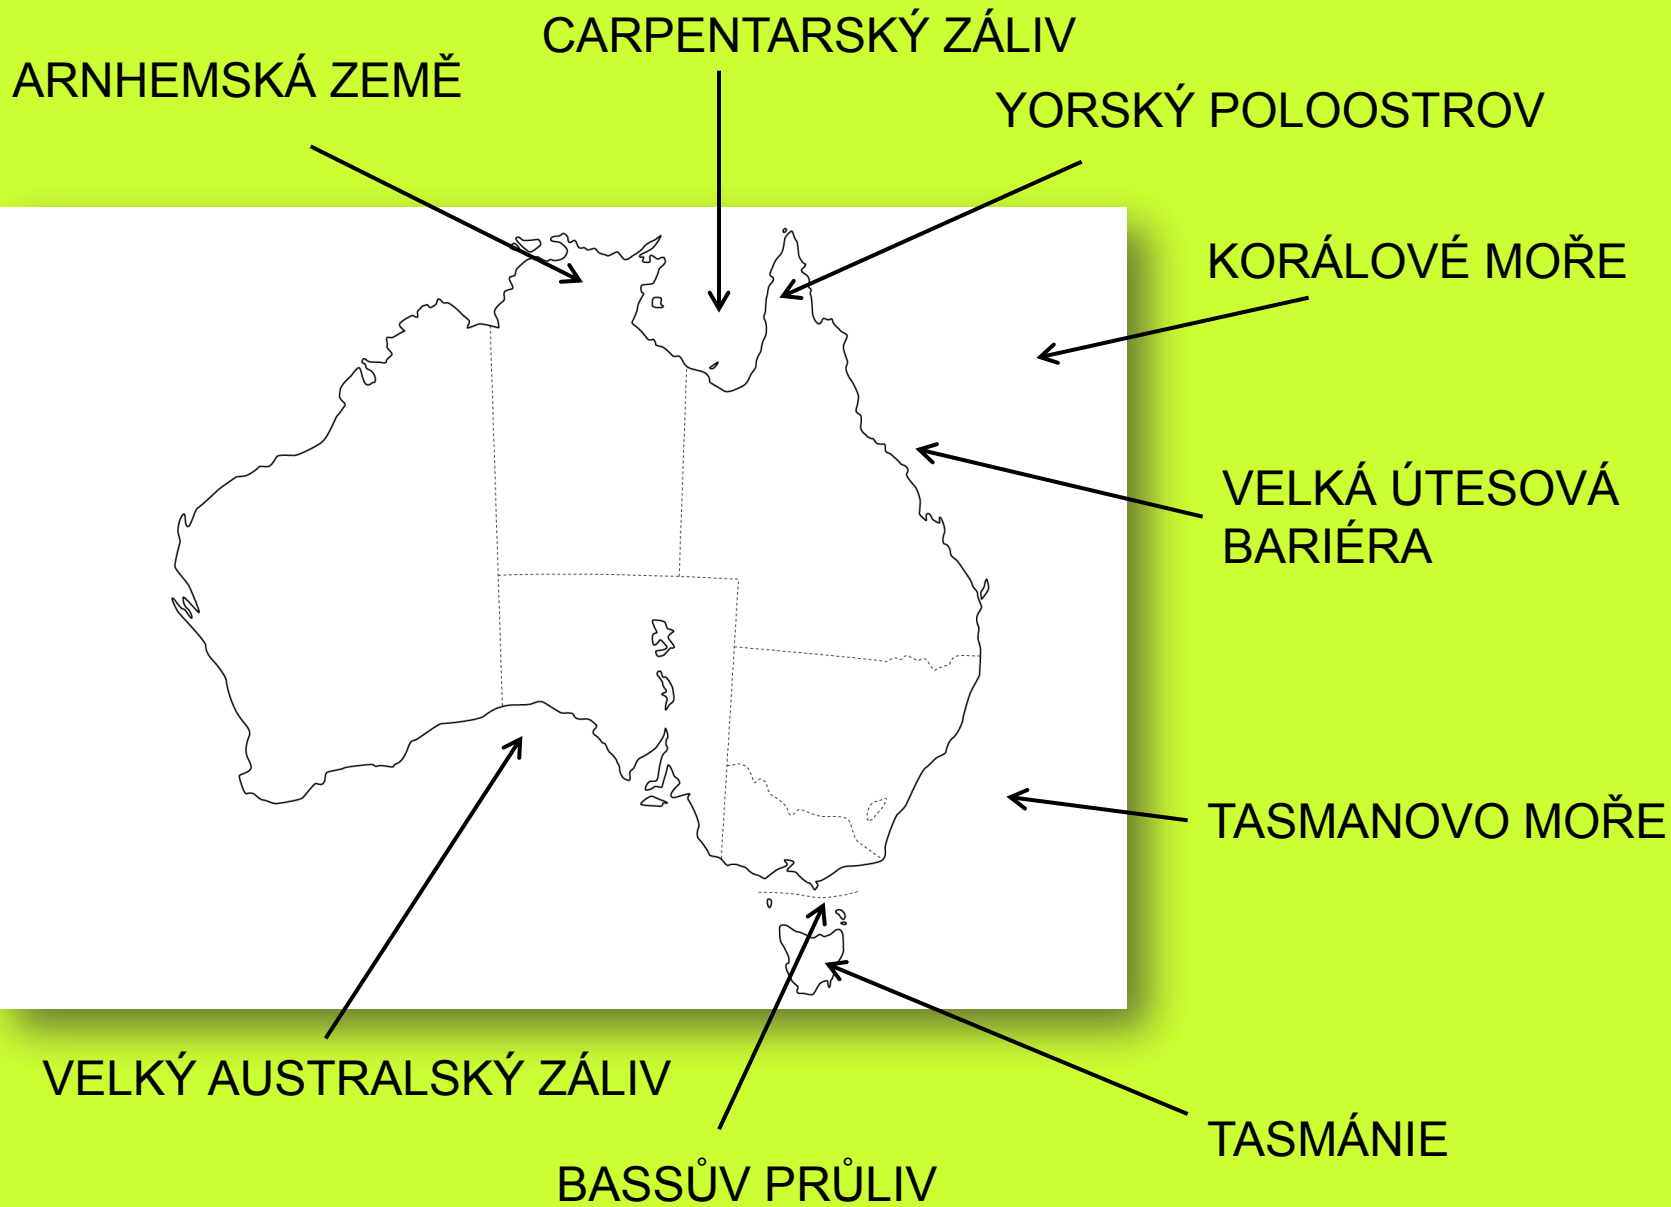 CARPENTARSKÝ ZÁLIV
ARNHEMSKÁ ZEMĚ
YORSKÝ POLOOSTROV
KORÁLOVÉ MOŘE
VELKÁ ÚTESOVÁ
BARIÉRA
TASMANOVO MOŘE
VELKÝ AUSTRALSKÝ ZÁLIV
TASMÁNIE
BASSŮV PRŮLIV